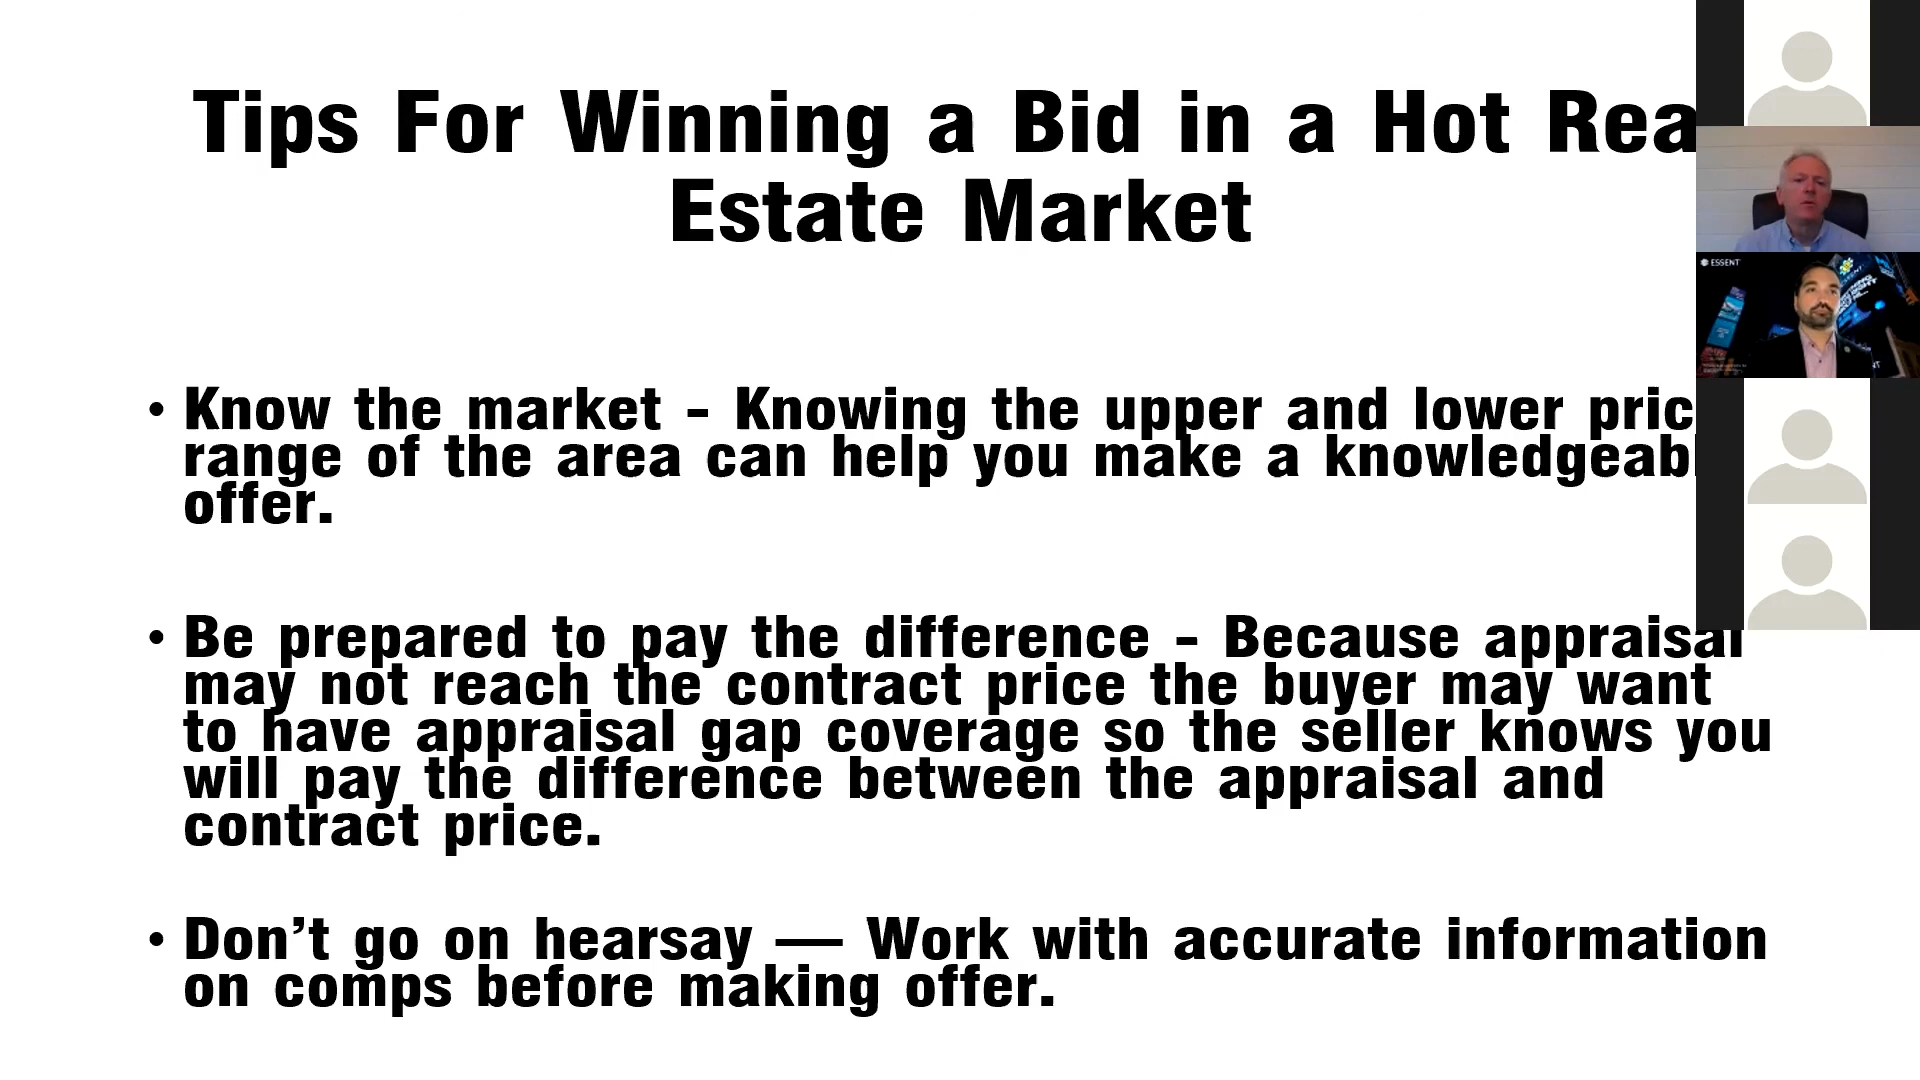 Tips For Winning a Bid in a Hot Rea
Estate Market
• Know the market - Knowing the upper and lower pric
range of the area can help you make a knowledgeab
offer.
• Be prepared to pay the difference - Because appraisal
may not reach the contract price the buyer may want
to have appraisal gap coverage so the seller knows you
will pay the difference between the appraisal and
contract price.
• Don’t go on hearsay — Work with accurate information
on comps before making offer.
ESSENT